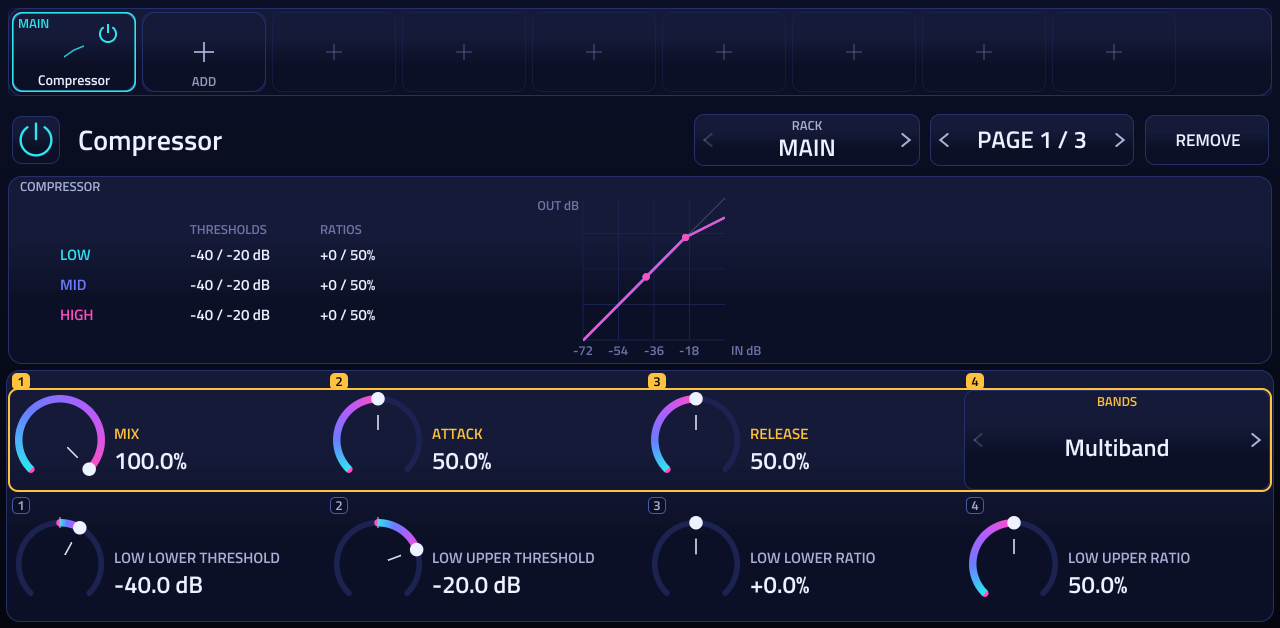 MAIN
Compressor
ADD
Compressor
RACK
MAIN
PAGE 1 / 3
REMOVE
COMPRESSOR
THRESHOLDS RATIOS
LOW -40 / -20 dB +0 / 50%
MID -40 / -20 dB +0 / 50%
HIGH -40 / -20 dB +0 / 50%
OUT dB
-72 -54 -36 -18 IN dB
1 2 3 4
MIX
100.0%
ATTACK
50.0%
RELEASE
50.0%
BANDS
Multiband
1 2 3 4
LOW LOWER THRESHOLD
-40.0 dB
LOW UPPER THRESHOLD
-20.0 dB
LOW LOWER RATIO
+0.0%
LOW UPPER RATIO
50.0%